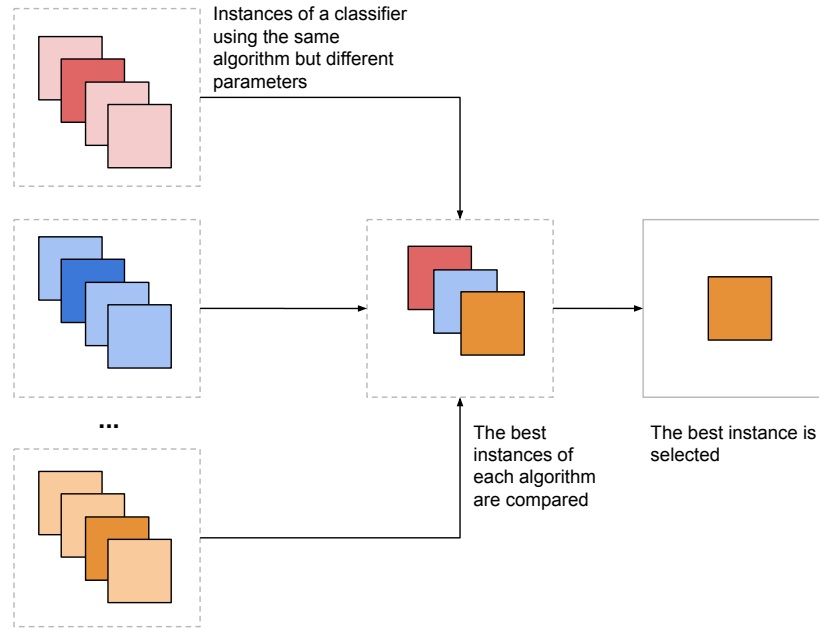 Instances of a classifier
using the same
algorithm but different
parameters
...
The best
instances of
each algorithm
are compared
The best instance is
selected